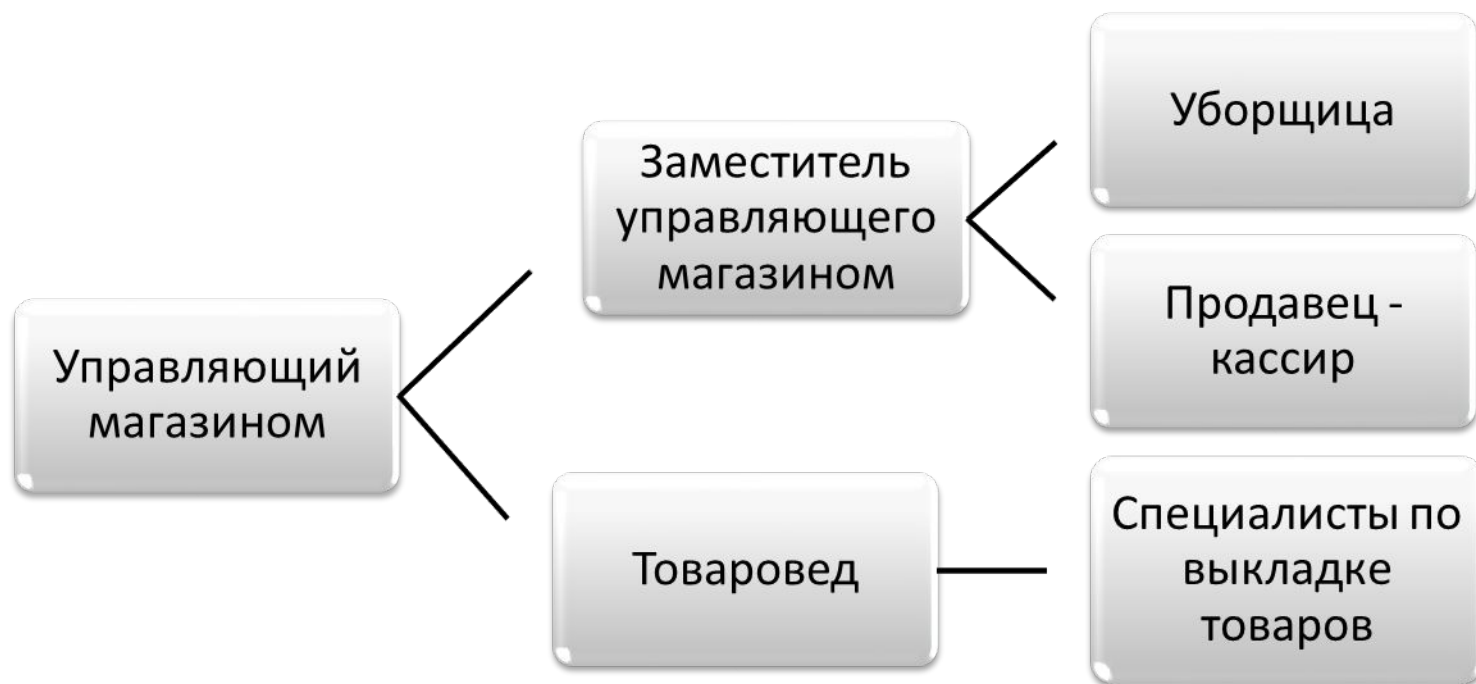 Управляющий
магазином
Заместитель
управляющего
магазином
Товаровед
Уборщица
Продавец -
кассир
Специалисты по
выкладке
товаров